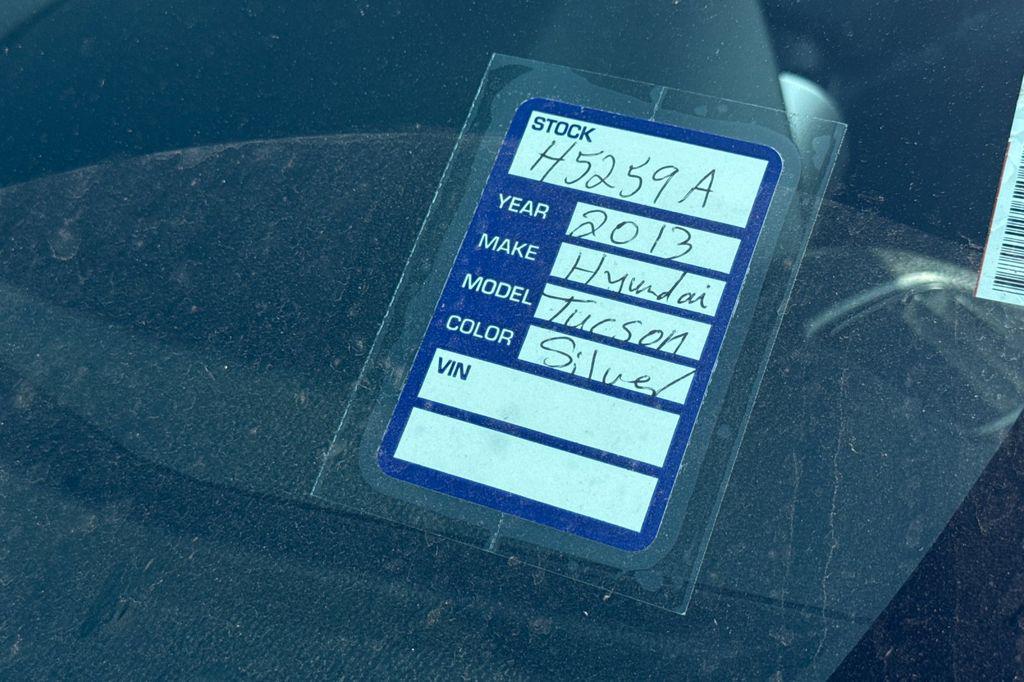 STOCK
H5259A
YEAR 2013
MAKE Hyundai
MODEL Tucson
COLOR Silver
VIN